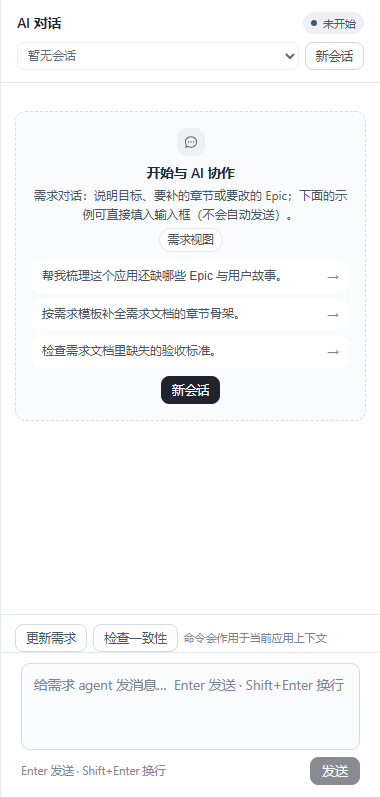 AI 对话
未开始
暂无会话
新会话
开始与 AI 协作
需求对话：说明目标、要补的章节或要改的 Epic；下面的示
例可直接填入输入框（不会自动发送）。
需求视图
帮我梳理这个应用还缺哪些 Epic 与用户故事。 →
按需求模板补全需求文档的章节骨架。 →
检查需求文档里缺失的验收标准。 →
新会话
更新需求 检查一致性 命令会作用于当前应用上下文
给需求 agent 发消息... Enter 发送 · Shift+Enter 换行
Enter 发送 · Shift+Enter 换行
发送